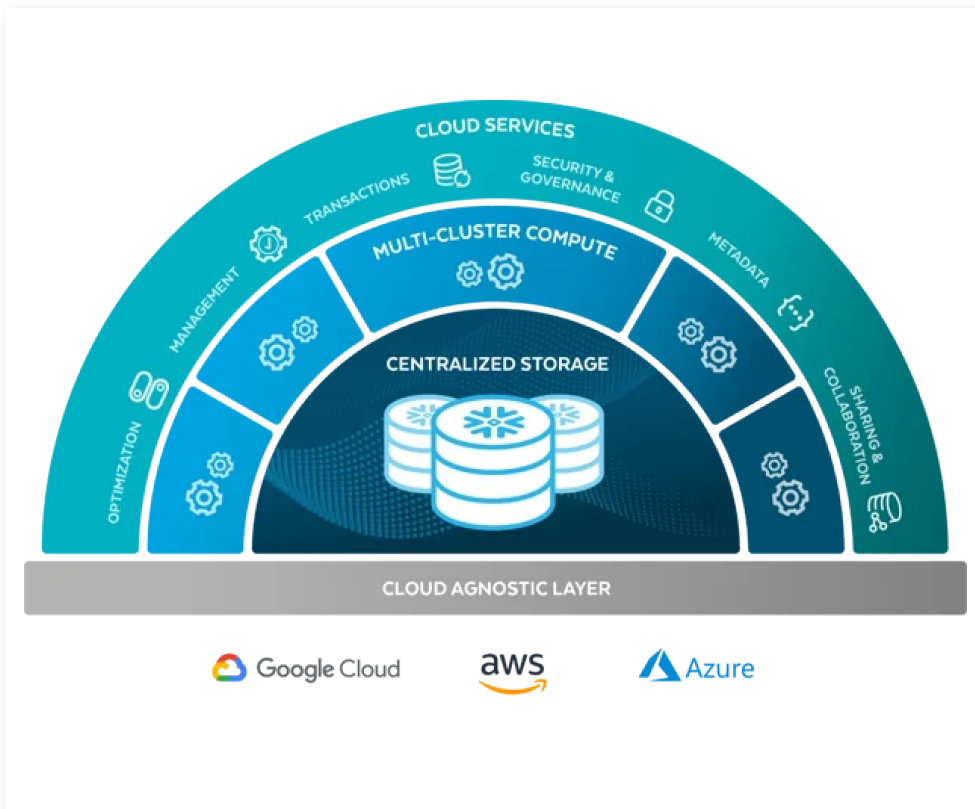 CLOUD SERVICES
OPTIMIZATION
MANAGEMENT
TRANSACTIONS
SECURITY &
GOVERNANCE
METADATA
SHARING &
COLLABORATION
MULTI-CLUSTER COMPUTE
CENTRALIZED STORAGE
CLOUD AGNOSTIC LAYER
Google Cloud
aws
Azure